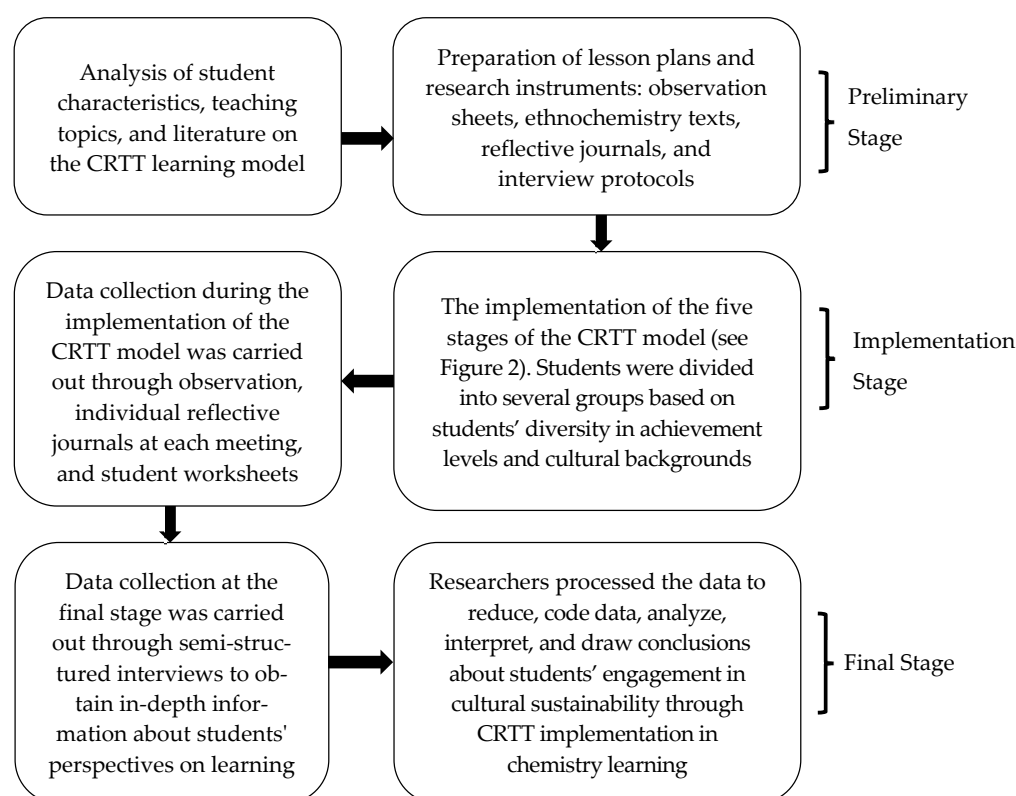 Analysis of student
characteristics, teaching
topics, and literature on
the CRTT learning model
Preparation of lesson plans and
research instruments: observation
sheets, ethnochemistry texts,
reflective journals, and
interview protocols
Preliminary
Stage
Data collection during the
implementation of the
CRTT model was carried
out through observation,
individual reflective
journals at each meeting,
and student worksheets
The implementation of the five
stages of the CRTT model (see
Figure 2). Students were divided
into several groups based on
students’ diversity in achievement
levels and cultural backgrounds
Implementation
Stage
Data collection at the
final stage was carried
out through semi-struc-
tured interviews to ob-
tain in-depth infor-
mation about students'
perspectives on learning
Researchers processed the data to
reduce, code data, analyze,
interpret, and draw conclusions
about students’ engagement in
cultural sustainability through
CRTT implementation in
chemistry learning
Final Stage